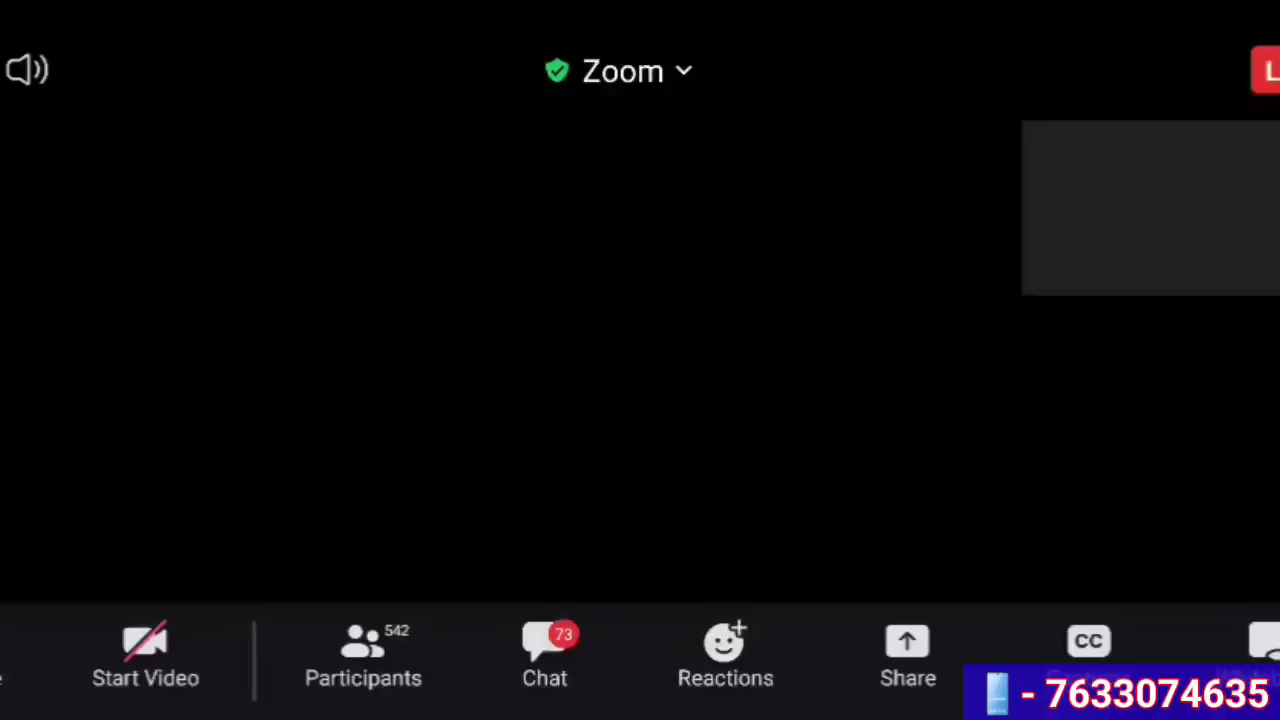 Zoom
L
542
73
Start Video
Participants
Chat
Reactions
Share
CC
- 7633074635